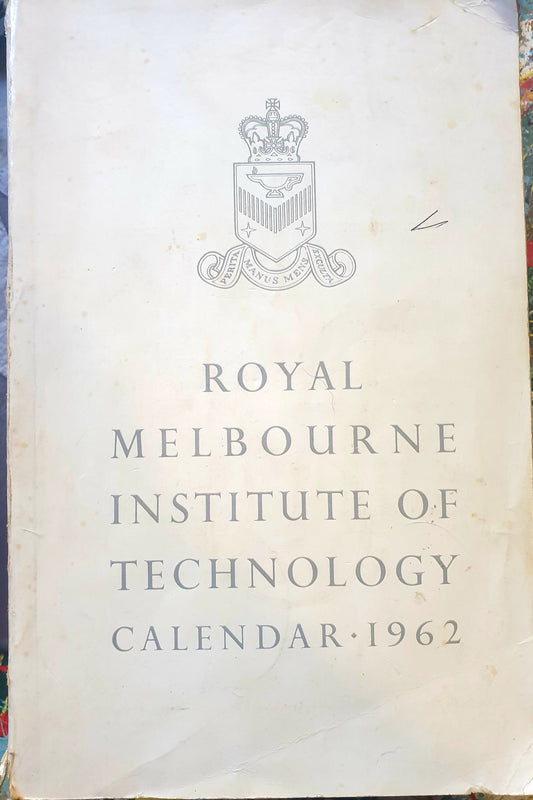 PERITA MANUS MENS EXCULTA
ROYAL
MELBOURNE
INSTITUTE OF
TECHNOLOGY
CALENDAR·1962